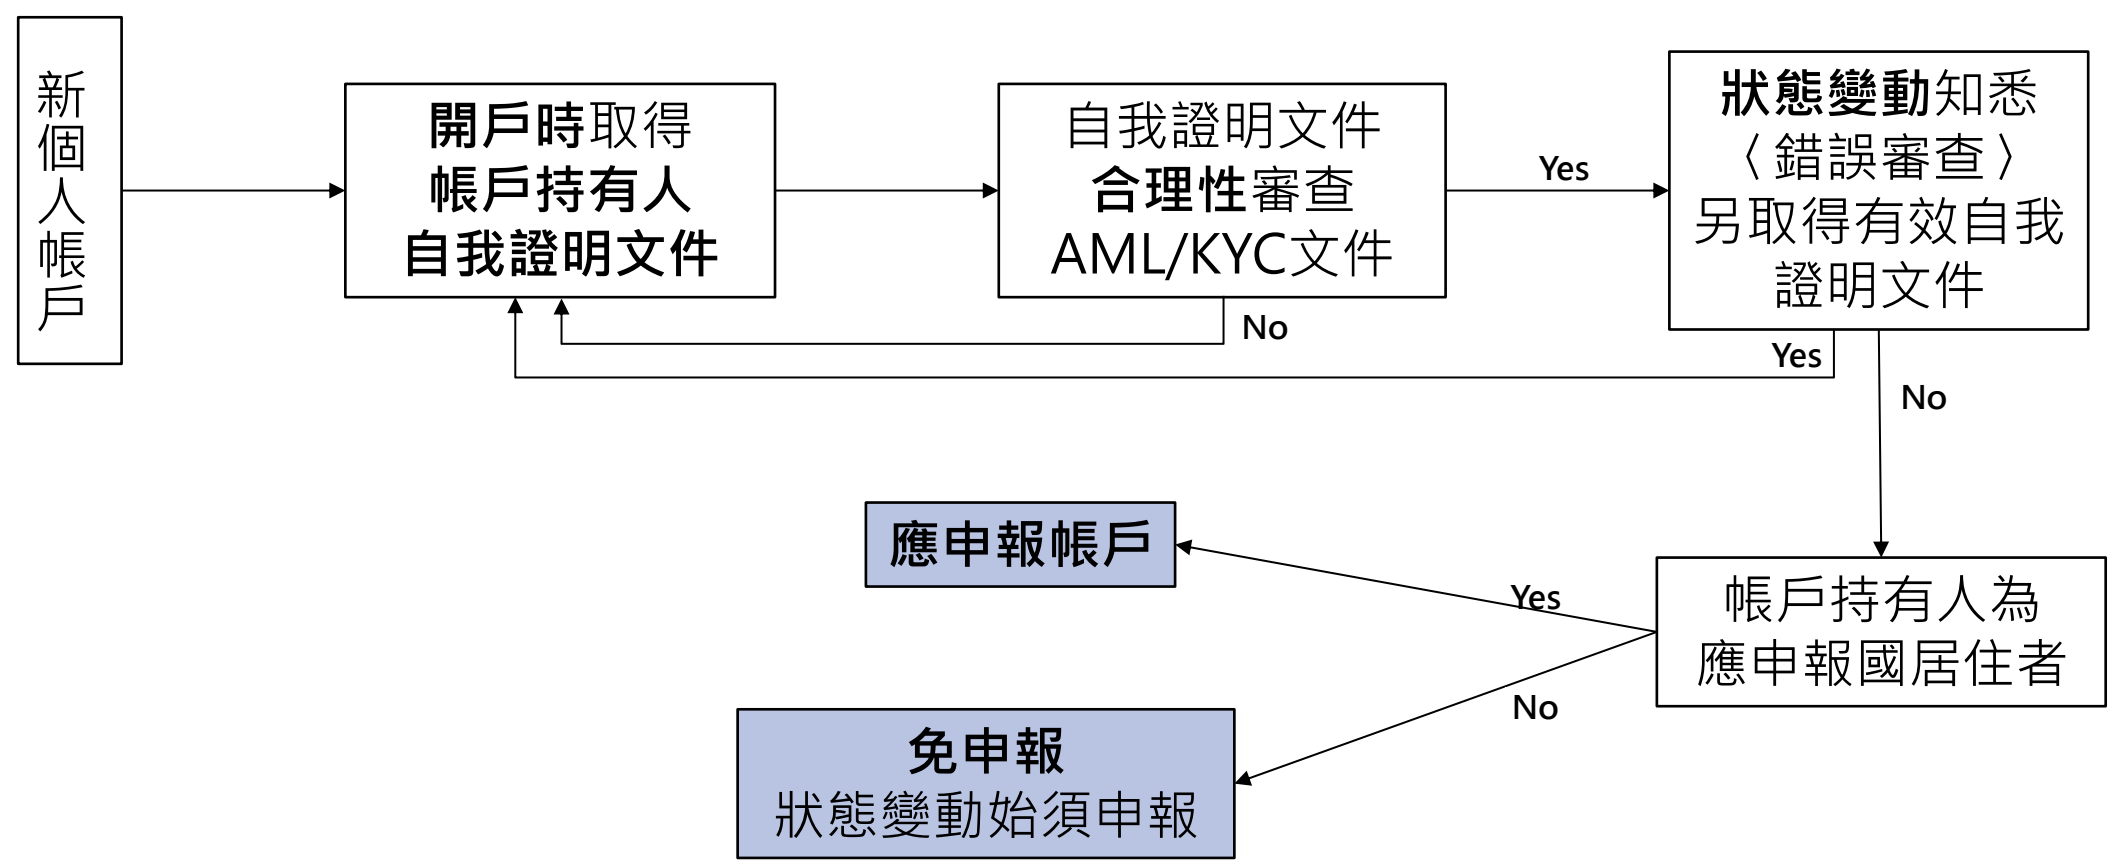 新個人帳戶
開戶時取得
帳戶持有人
自我證明文件
自我證明文件
合理性審查
AML/KYC文件
Yes
狀態變動知悉
〈錯誤審查〉
另取得有效自我
證明文件
No
Yes
No
應申報帳戶
Yes
帳戶持有人為
應申報國居住者
No
免申報
狀態變動始須申報